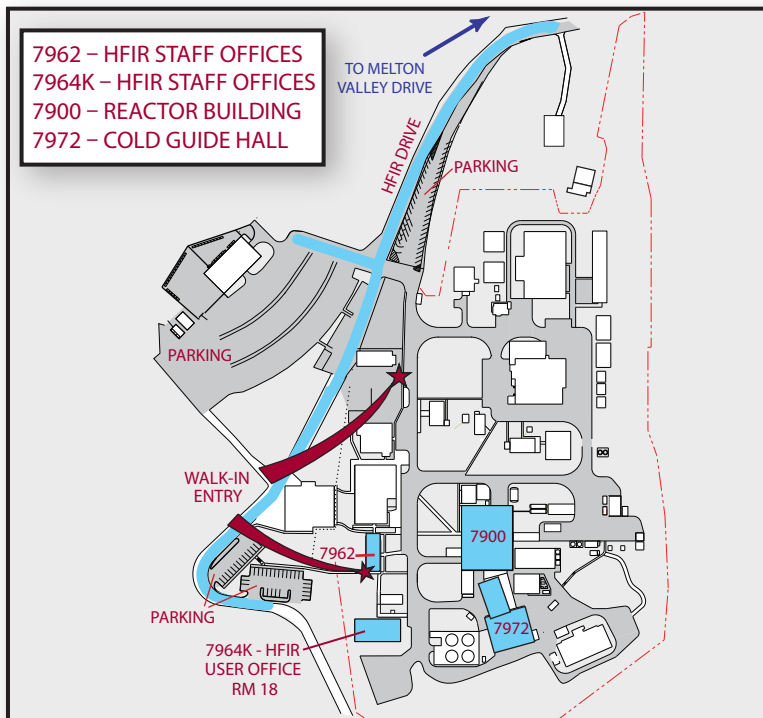 7962 – HFIR STAFF OFFICES
7964K – HFIR STAFF OFFICES
7900 – REACTOR BUILDING
7972 – COLD GUIDE HALL
TO MELTON
VALLEY DRIVE
HFIR DRIVE
PARKING
PARKING
WALK-IN
ENTRY
7962
7900
PARKING
7972
7964K - HFIR
USER OFFICE
RM 18